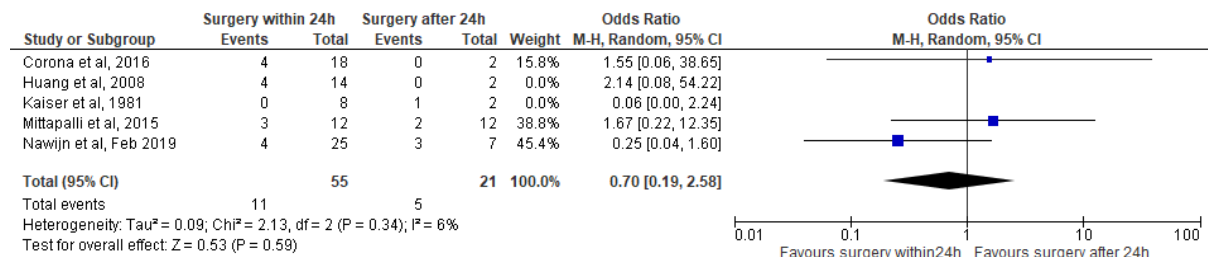 Surgery within 24h Surgery after 24h Odds Ratio Odds Ratio
Study or Subgroup Events Total Events Total Weight M-H, Random, 95% CI M-H, Random, 95% CI
Corona et al, 2016 4 18 0 2 15.8% 1.55 [0.06, 38.65]
Huang et al, 2008 4 14 0 2 0.0% 2.14 [0.08, 54.22]
Kaiser et al, 1981 0 8 1 2 0.0% 0.06 [0.00, 2.24]
Mittapalli et al, 2015 3 12 2 12 38.8% 1.67 [0.22, 12.35]
Nawijn et al, Feb 2019 4 25 3 7 45.4% 0.25 [0.04, 1.60]
Total (95% CI) 55 21 100.0% 0.70 [0.19, 2.58]
Total events 11 5
Heterogeneity: Tau² = 0.09; Chi² = 2.13, df = 2 (P = 0.34); I² = 6%
Test for overall effect: Z = 0.53 (P = 0.59)
0.01 0.1 1 10 100
Favours surgery within24h Favours surgery after 24h